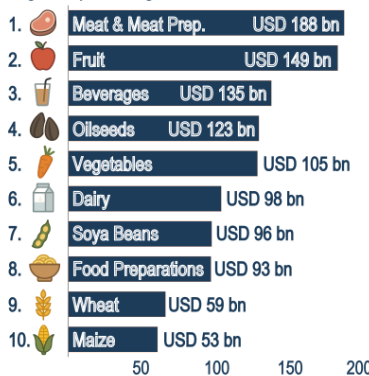 1. Meat & Meat Prep. USD 188 bn
2. Fruit USD 149 bn
3. Beverages USD 135 bn
4. Oilseeds USD 123 bn
5. Vegetables USD 105 bn
6. Dairy USD 98 bn
7. Soya Beans USD 96 bn
8. Food Preparations USD 93 bn
9. Wheat USD 59 bn
10. Maize USD 53 bn
50 100 150 200